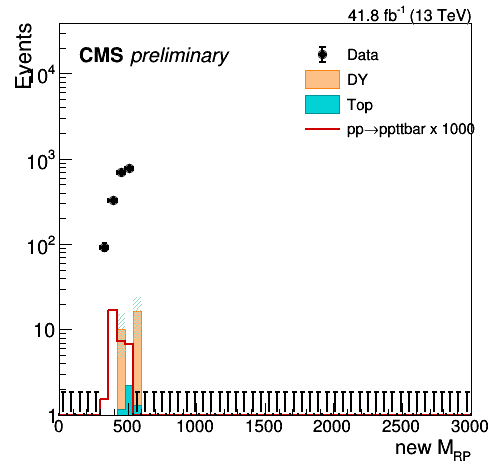 41.8 fb⁻¹ (13 TeV)
Events
CMS preliminary
Data
DY
Top
pp→ppttbar x 1000
10⁴
10³
10²
10
1
0 500 1000 1500 2000 2500 3000
new M_RP